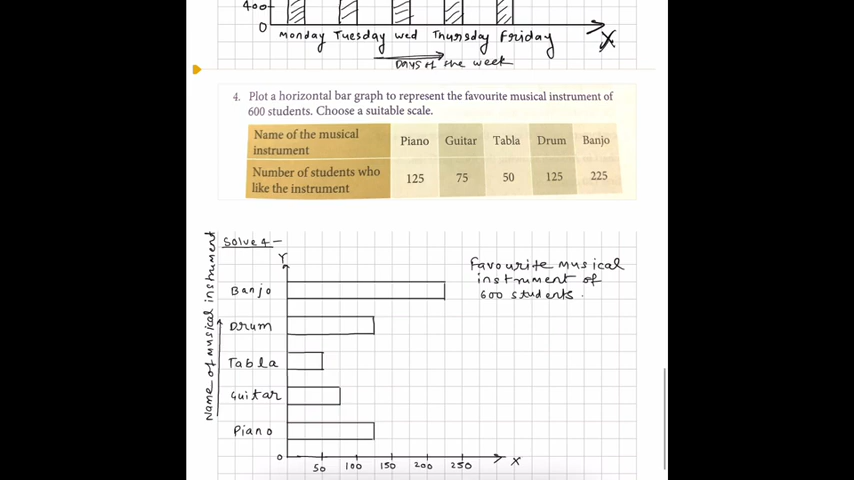 400
0
Monday Tuesday Wed Thursday Friday
X
Days of the week
4. Plot a horizontal bar graph to represent the favourite musical instrument of
600 students. Choose a suitable scale.
Name of the musical instrument Piano Guitar Tabla Drum Banjo
Number of students who like the instrument 125 75 50 125 225
Solve 4-
Y
Name of Musical instrument
Favourite musical
instrument of
600 students.
Banjo
Drum
Tabla
Guitar
Piano
0 50 100 150 200 250 X